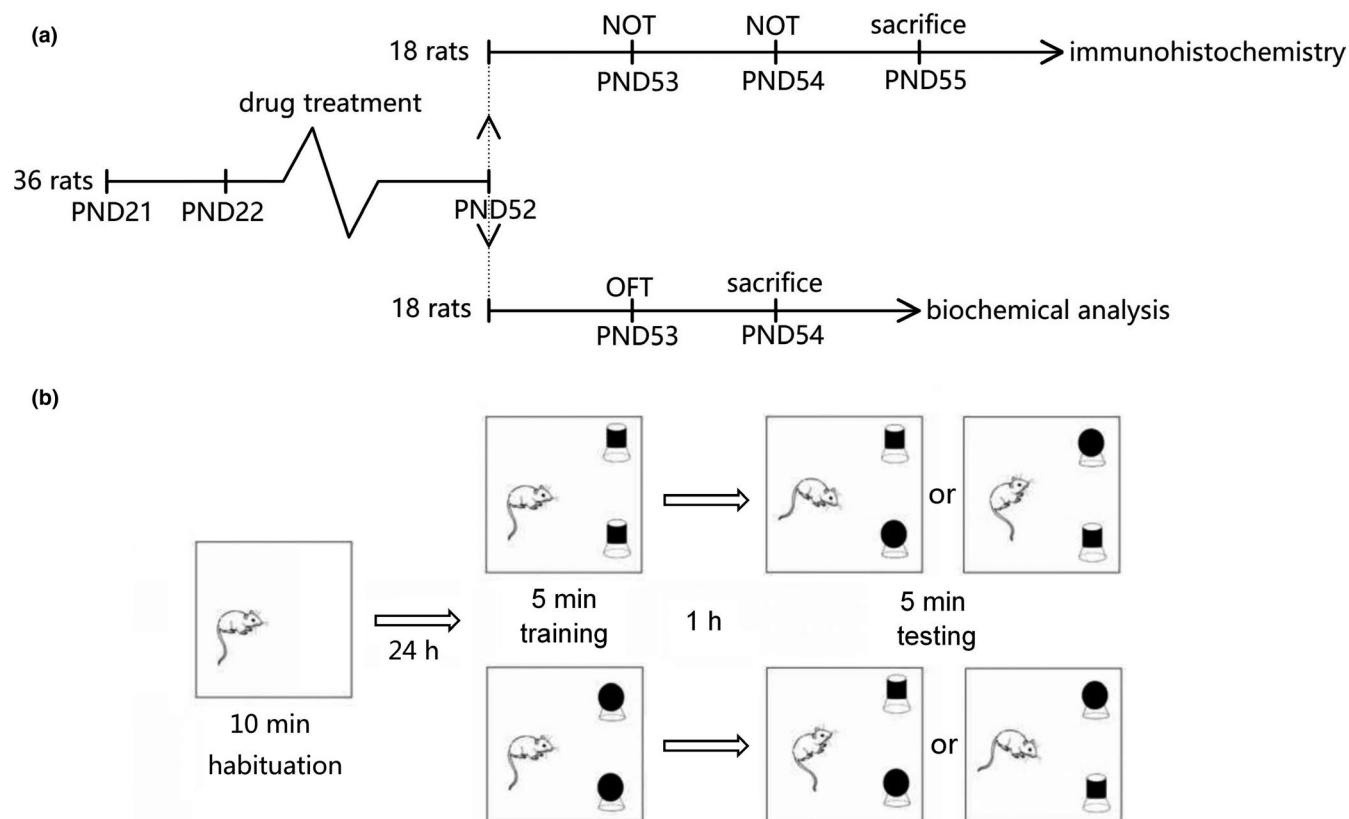 (a)
NOT NOT sacrifice
18 rats immunohistochemistry
PND53 PND54 PND55
drug treatment
36 rats
PND21 PND22 PND52
OFT sacrifice
18 rats biochemical analysis
PND53 PND54
(b)
or
5 min 5 min
training 1 h testing
24 h
10 min
habituation
or